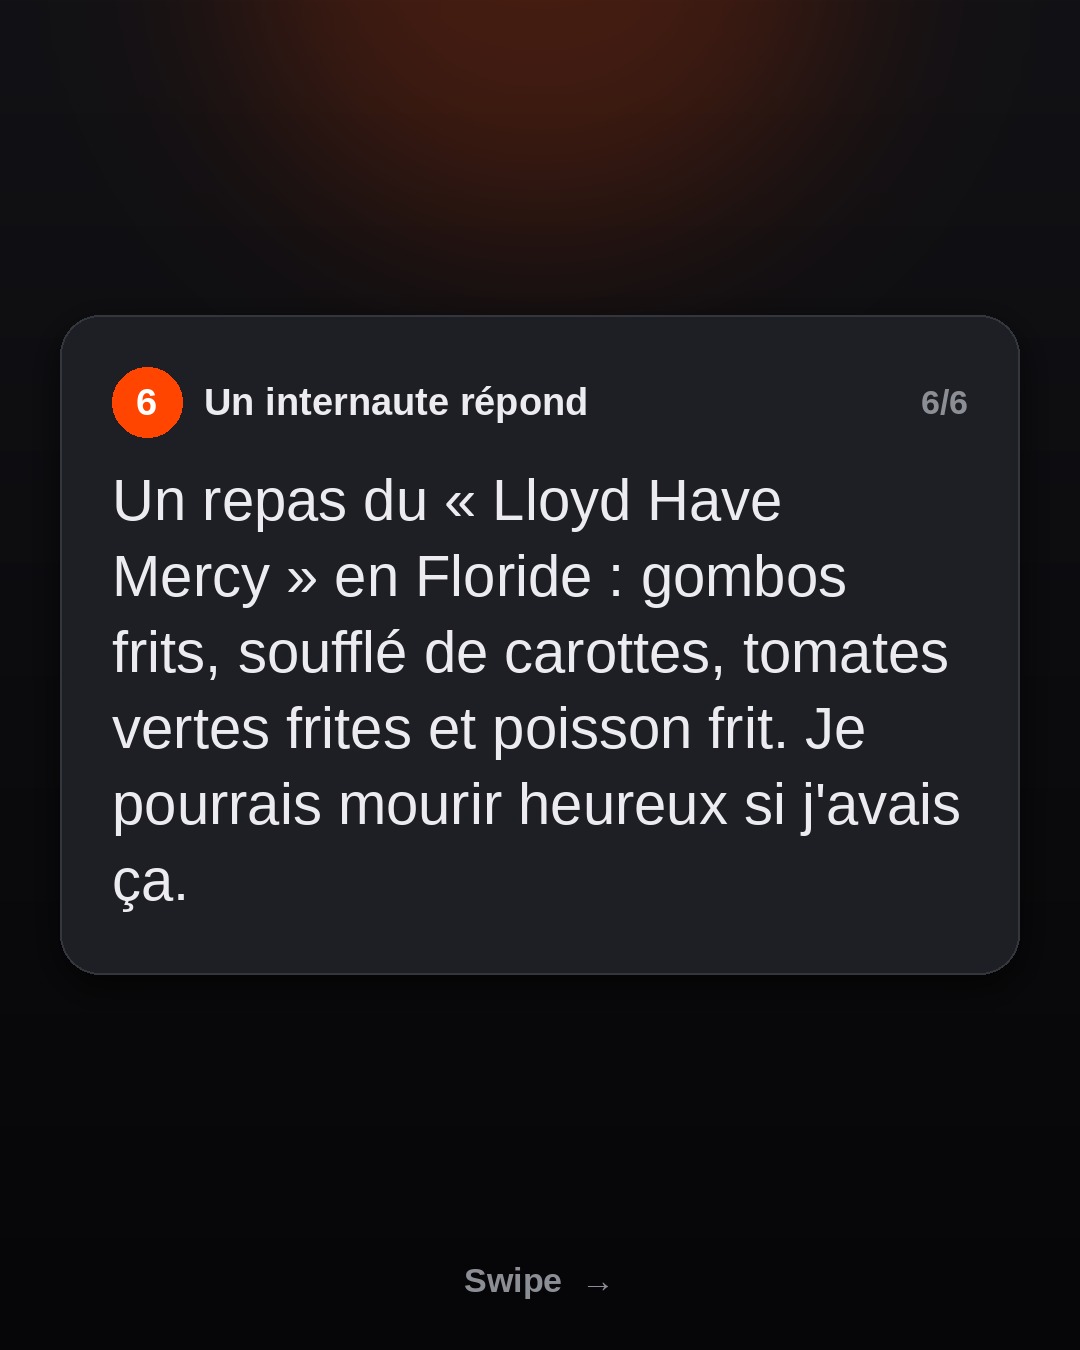 6 Un internaute répond 6/6
Un repas du « Lloyd Have
Mercy » en Floride : gombos
frits, soufflé de carottes, tomates
vertes frites et poisson frit. Je
pourrais mourir heureux si j'avais
ça.
Swipe →